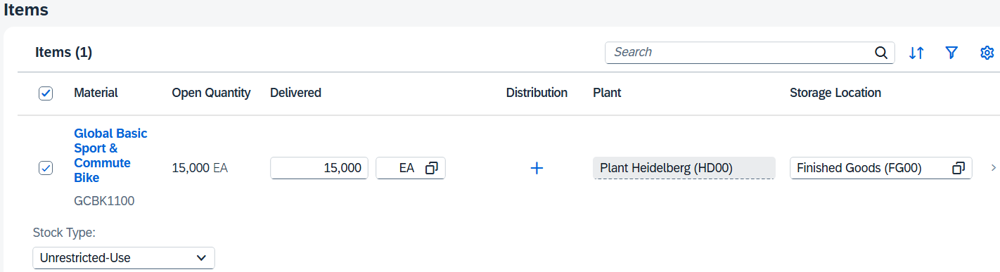 Items
Items (1)
Search
Material Open Quantity Delivered Distribution Plant Storage Location
Global Basic
Sport &
Commute
Bike
15,000 EA 15,000 EA Plant Heidelberg (HD00) Finished Goods (FG00)
GCBK1100
Stock Type:
Unrestricted-Use